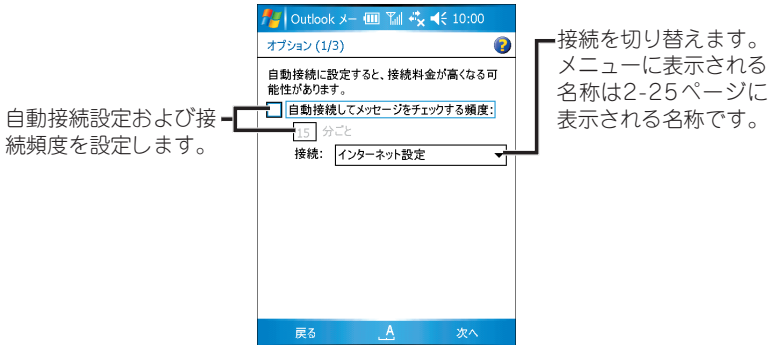 Outlook メー 10:00
オプション (1/3)
自動接続に設定すると、接続料金が高くなる可
能性があります。
自動接続してメッセージをチェックする頻度:
15 分ごと
接続: インターネット設定
戻る A 次へ
自動接続設定および接
続頻度を設定します。
接続を切り替えます。
メニューに表示される
名称は2-25ページに
表示される名称です。